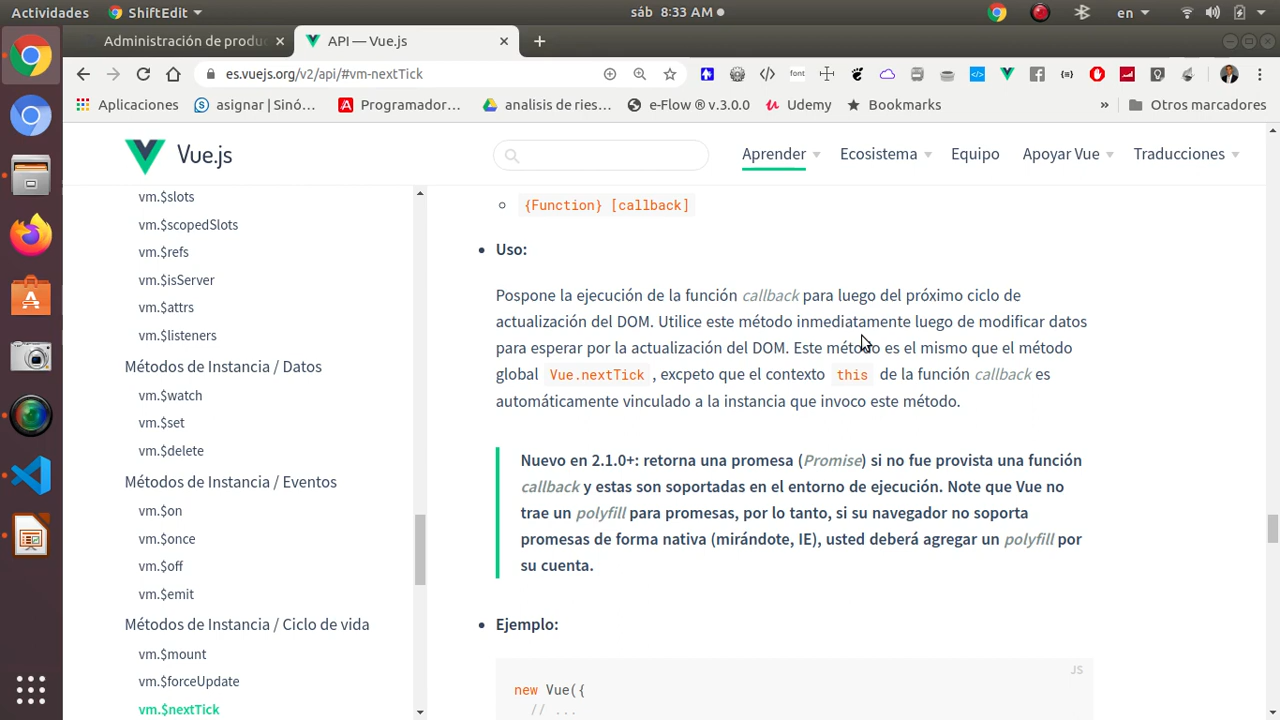 Actividades
ShiftEdit
sáb 8:33 AM
en
Administración de produ
API — Vue.js
es.vuejs.org/v2/api/#vm-nextTick
font
Aplicaciones
asignar | Sinó...
Programador...
analisis de ries...
e-Flow ® v.3.0.0
Udemy
Bookmarks
»
Otros marcadores
Vue.js
Aprender
Ecosistema
Equipo
Apoyar Vue
Traducciones
vm.$slots
vm.$scopedSlots
vm.$refs
vm.$isServer
vm.$attrs
vm.$listeners
Métodos de Instancia / Datos
vm.$watch
vm.$set
vm.$delete
Métodos de Instancia / Eventos
vm.$on
vm.$once
vm.$off
vm.$emit
Métodos de Instancia / Ciclo de vida
vm.$mount
vm.$forceUpdate
vm.$nextTick
{Function} [callback]
Uso:
Pospone la ejecución de la función callback para luego del próximo ciclo de
actualización del DOM. Utilice este método inmediatamente luego de modificar datos
para esperar por la actualización del DOM. Este método es el mismo que el método
global Vue.nextTick , excpeto que el contexto this de la función callback es
automáticamente vinculado a la instancia que invoco este método.
Nuevo en 2.1.0+: retorna una promesa (Promise) si no fue provista una función
callback y estas son soportadas en el entorno de ejecución. Note que Vue no
trae un polyfill para promesas, por lo tanto, si su navegador no soporta
promesas de forma nativa (mirándote, IE), usted deberá agregar un polyfill por
su cuenta.
Ejemplo:
JS
new Vue({
// ...